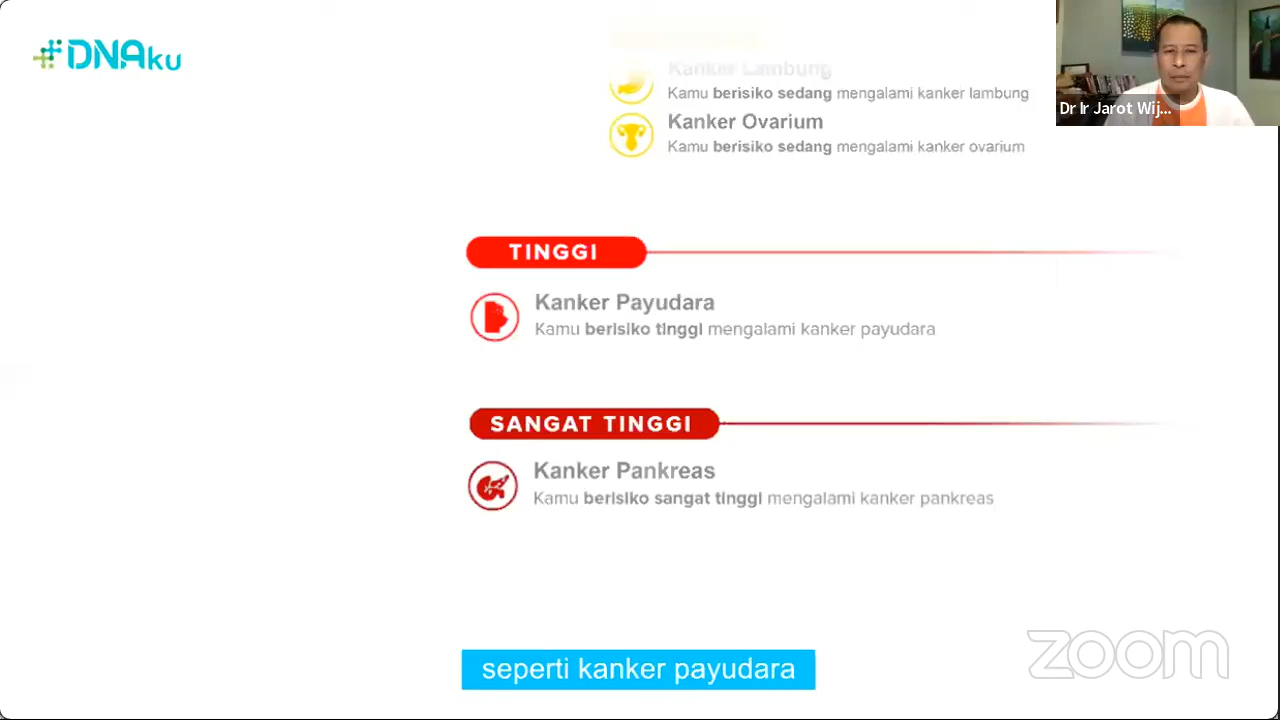 DNAku
Kanker Lambung
Kamu berisiko sedang mengalami kanker lambung
Kanker Ovarium
Kamu berisiko sedang mengalami kanker ovarium
Dr Ir Jarot Wij...
TINGGI
Kanker Payudara
Kamu berisiko tinggi mengalami kanker payudara
SANGAT TINGGI
Kanker Pankreas
Kamu berisiko sangat tinggi mengalami kanker pankreas
seperti kanker payudara
zoom